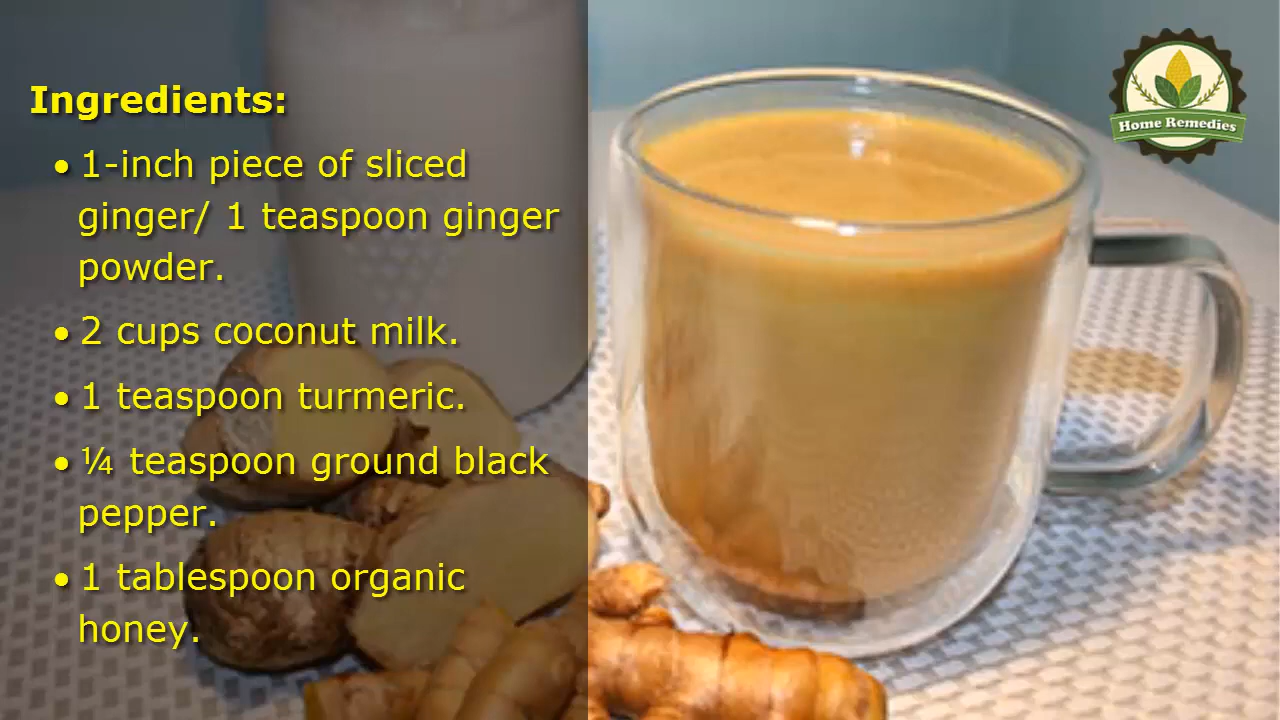 Ingredients:
• 1-inch piece of sliced
ginger/ 1 teaspoon ginger
powder.
• 2 cups coconut milk.
• 1 teaspoon turmeric.
• ¼ teaspoon ground black
pepper.
• 1 tablespoon organic
honey.
Home Remedies